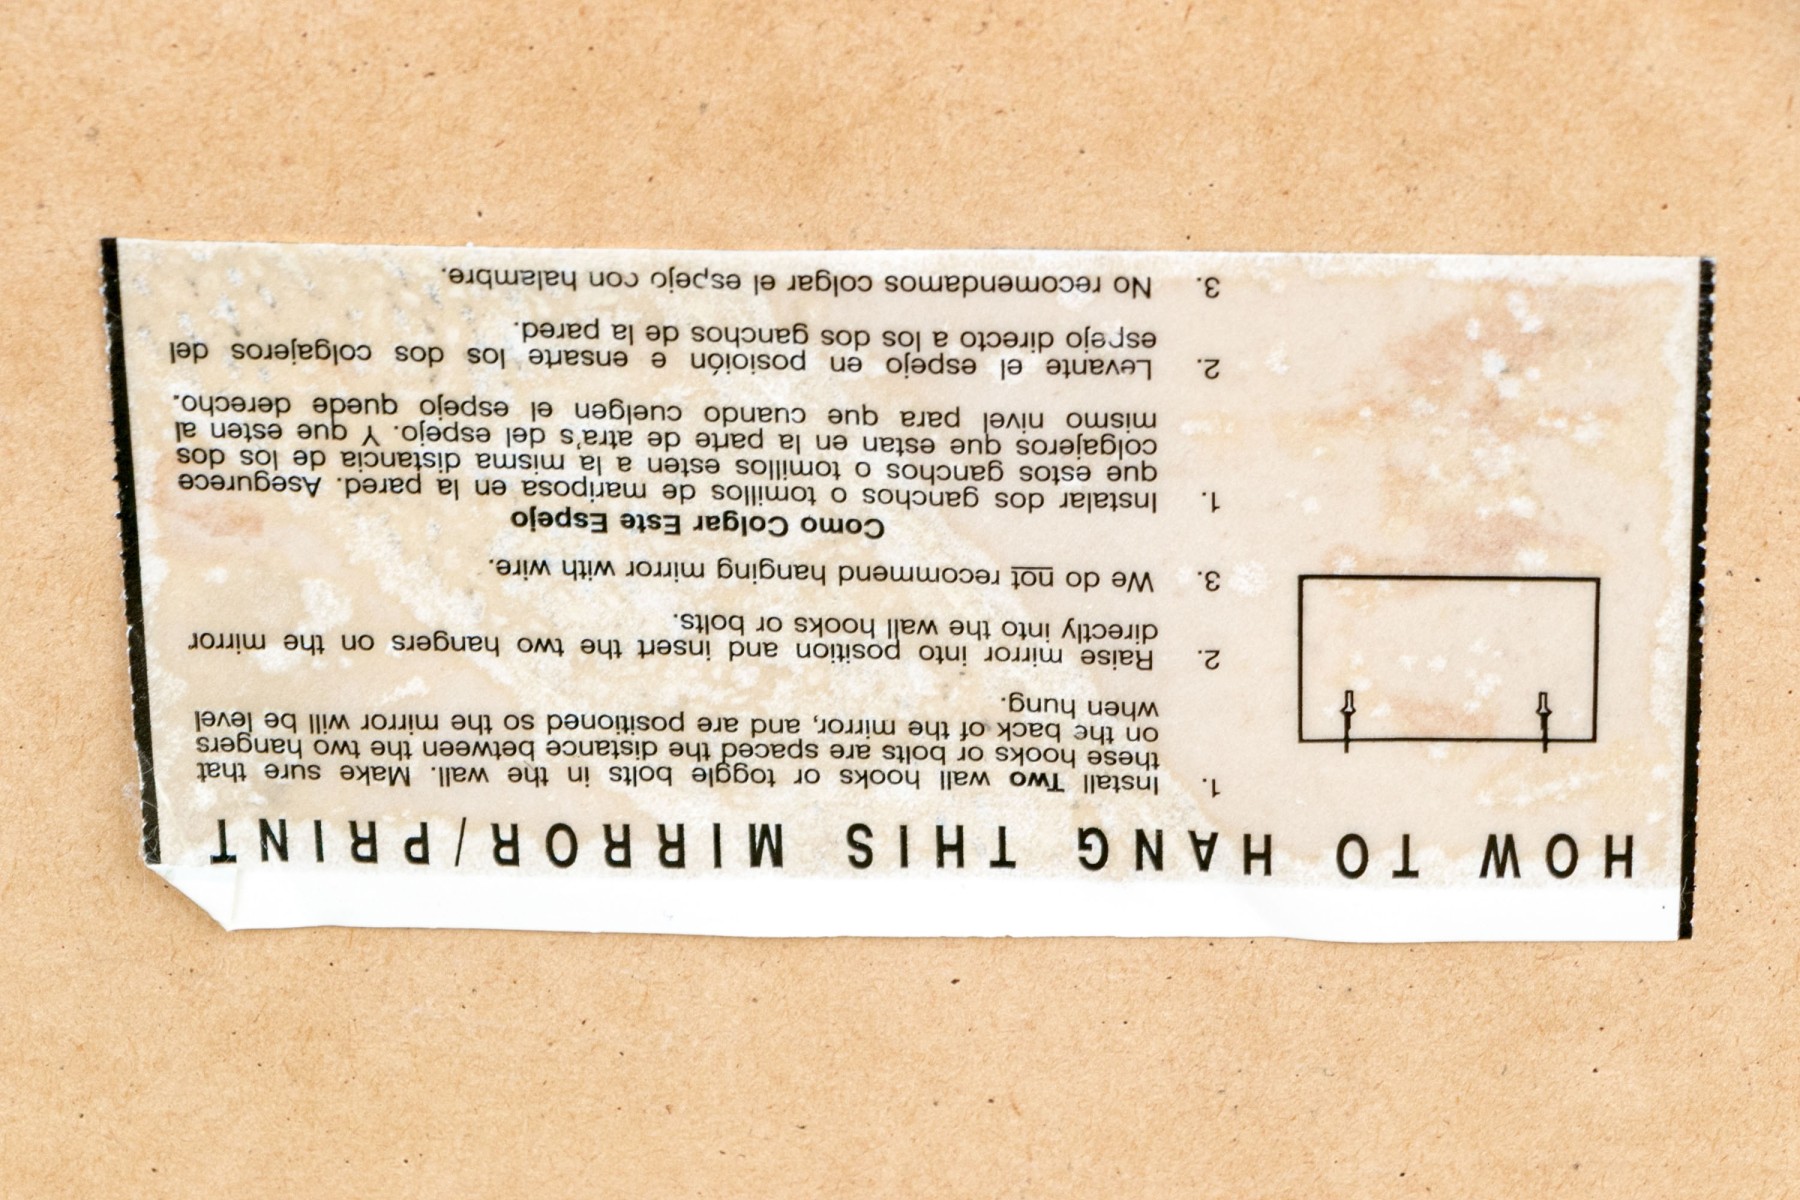 HOW TO HANG THIS MIRROR/PRINT
1. Install Two wall hooks or toggle bolts in the wall. Make sure that
these hooks or bolts are spaced the distance between the two hangers
on the back of the mirror, and are positioned so the mirror will be level
when hung.
2. Raise mirror into position and insert the two hangers on the mirror
directly into the wall hooks or bolts.
3. We do not recommend hanging mirror with wire.
Como Colgar Este Espejo
1. Instalar dos ganchos o tomillos de mariposa en la pared. Asegurece
que estos ganchos o tomillos esten a la misma distancia de los dos
colgajeros que estan en la parte de atra's del espejo. Y que esten al
mismo nivel para que cuando cuelgen el espejo quede derecho.
2. Levante el espejo en posioión e ensarte los dos colgajeros del
espejo directo a los dos ganchos de la pared.
3. No recomendamos colgar el espejo con halambre.